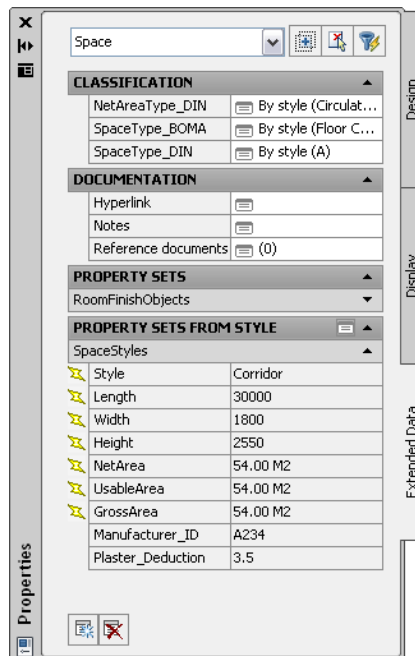 Space
CLASSIFICATION
NetAreaType_DIN By style (Circulat...
SpaceType_BOMA By style (Floor C...
SpaceType_DIN By style (A)
DOCUMENTATION
Hyperlink
Notes
Reference documents (0)
PROPERTY SETS
RoomFinishObjects
PROPERTY SETS FROM STYLE
SpaceStyles
Style Corridor
Length 30000
Width 1800
Height 2550
NetArea 54.00 M2
UsableArea 54.00 M2
GrossArea 54.00 M2
Manufacturer_ID A234
Plaster_Deduction 3.5
Properties
Design
Display
Extended Data